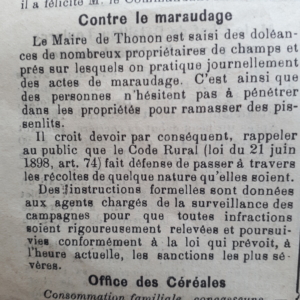 il a félicité M. le Command
Contre le maraudage
Le Maire de Thonon est saisi des doléan-
ces de nombreux propriétaires de champs et
prés sur lesquels on pratique journellement
des actes de maraudage. C'est ainsi que
des personnes n'hésitent pas à pénétrer
dans les propriétés pour ramasser des pis-
senlits.
Il croit devoir par conséquent, rappeler
au public que le Code Rural (loi du 21 juin
1898, art. 74) fait défense de passer à travers
les récoltes de quelque nature qu'elles soient.
Des instructions formelles sont données
aux agents chargés de la surveillance des
campagnes pour que toutes infractions
soient rigoureusement relevées et poursui-
vies conformément à la loi qui prévoit, à
l'heure actuelle, les sanctions les plus sé-
vères.
Office des Céréales
Consommation familiale